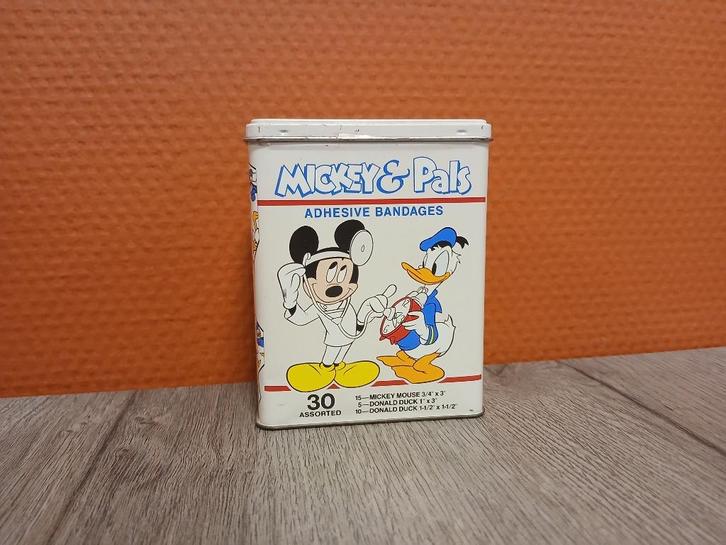 MICKEY & Pals
ADHESIVE BANDAGES
30
ASSORTED
15—MICKEY MOUSE 3/4" x 3"
5—DONALD DUCK 1" x 3"
10—DONALD DUCK 1-1/2" x 1-1/2"